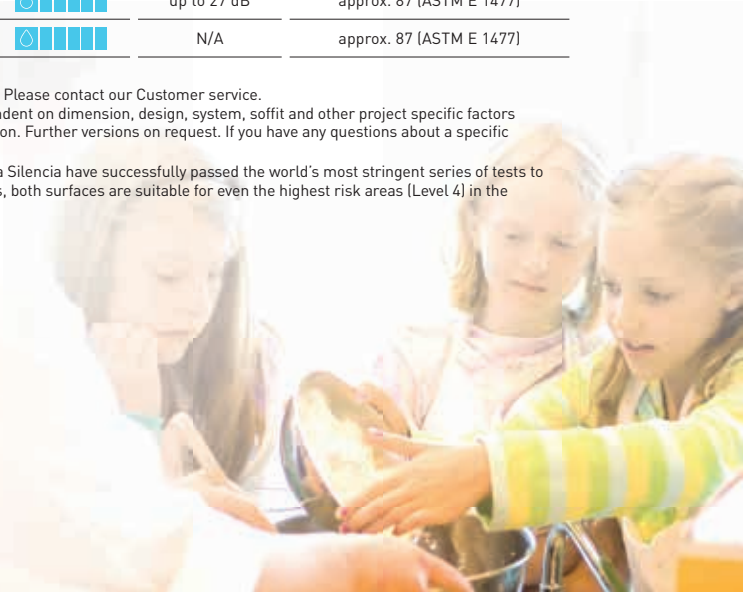 up to 27 dB approx. 87 (ASTM E 1477)
N/A approx. 87 (ASTM E 1477)
Please contact our Customer service.
dent on dimension, design, system, soffit and other project specific factors
on. Further versions on request. If you have any questions about a specific
a Silencia have successfully passed the world's most stringent series of tests to
s, both surfaces are suitable for even the highest risk areas (Level 4) in the